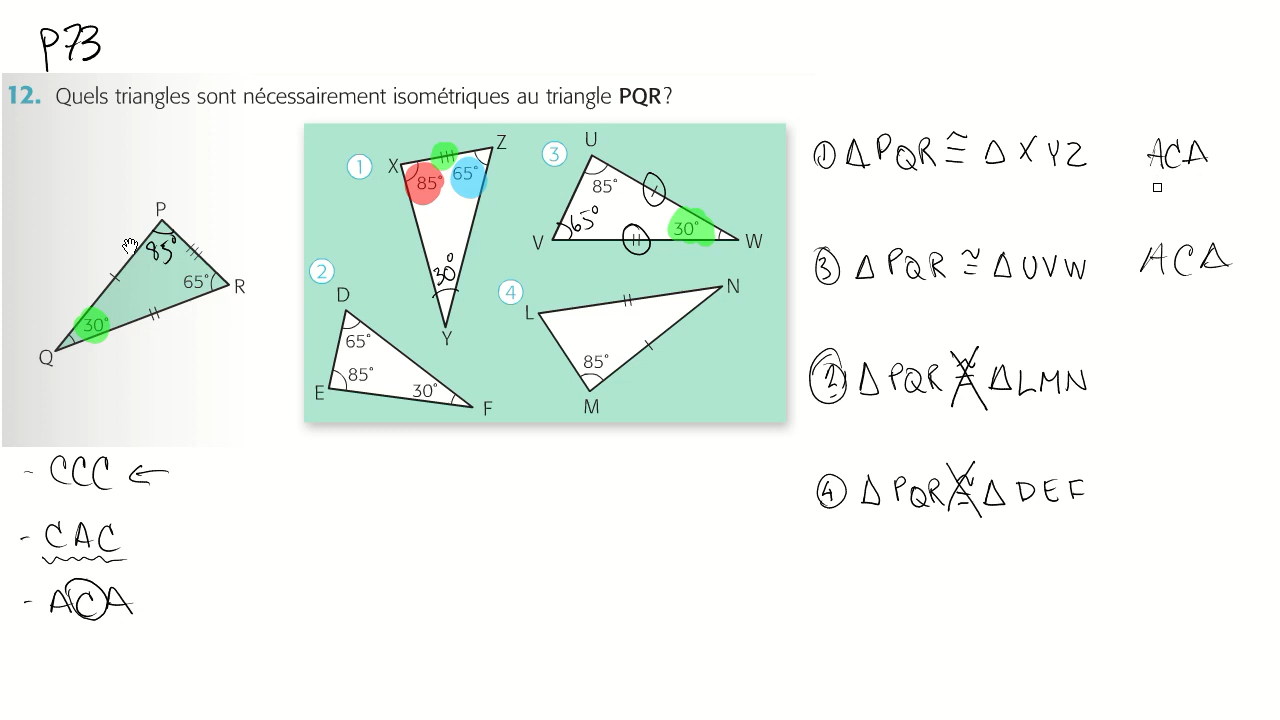 p73
12. Quels triangles sont nécessairement isométriques au triangle PQR?
P
85°
65°
R
30°
Q
1
X
Z
85°
65°
30°
Y
2
D
65°
E
85°
30°
F
3
U
85°
65°
V
30°
W
4
L
N
85°
M
① Δ PQR ≅ Δ XYZ ACA
③ Δ PQR ≅ Δ UVW ACA
② Δ PQR ≇ Δ LMN
④ Δ PQR ≇ Δ DEF
- CCC ←
- CAC
- ACA